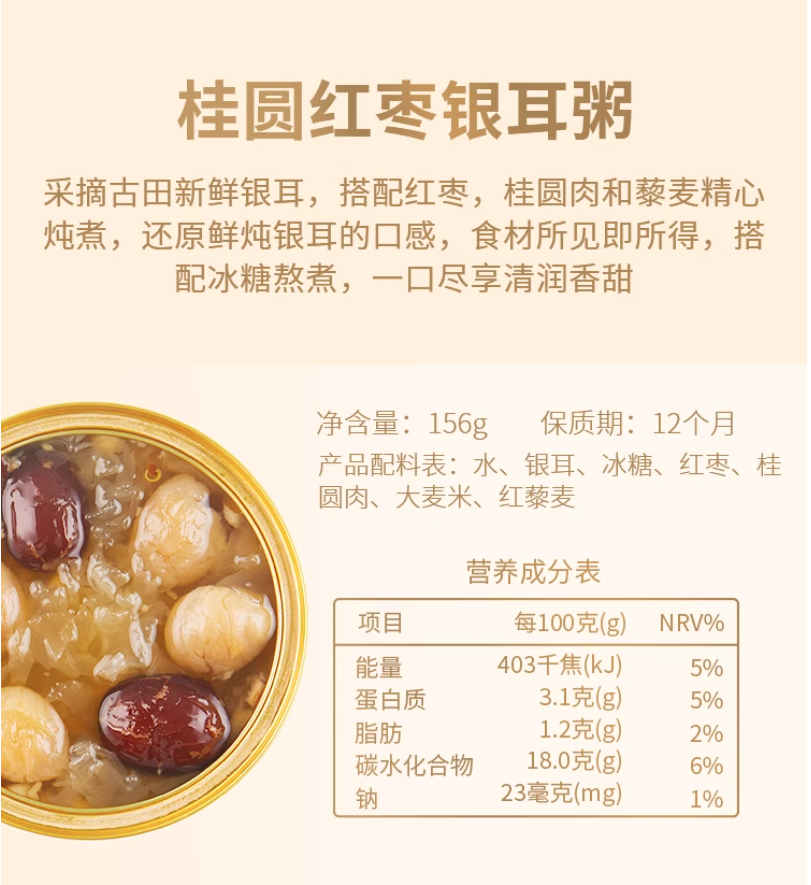 桂圆红枣银耳粥
采摘古田新鲜银耳，搭配红枣，桂圆肉和藜麦精心
炖煮，还原鲜炖银耳的口感，食材所见即所得，搭
配冰糖熬煮，一口尽享清润香甜
净含量：156g 保质期：12个月
产品配料表：水、银耳、冰糖、红枣、桂
圆肉、大麦米、红藜麦
营养成分表
项目 每100克(g) NRV%
能量 403千焦(kJ) 5%
蛋白质 3.1克(g) 5%
脂肪 1.2克(g) 2%
碳水化合物 18.0克(g) 6%
钠 23毫克(mg) 1%